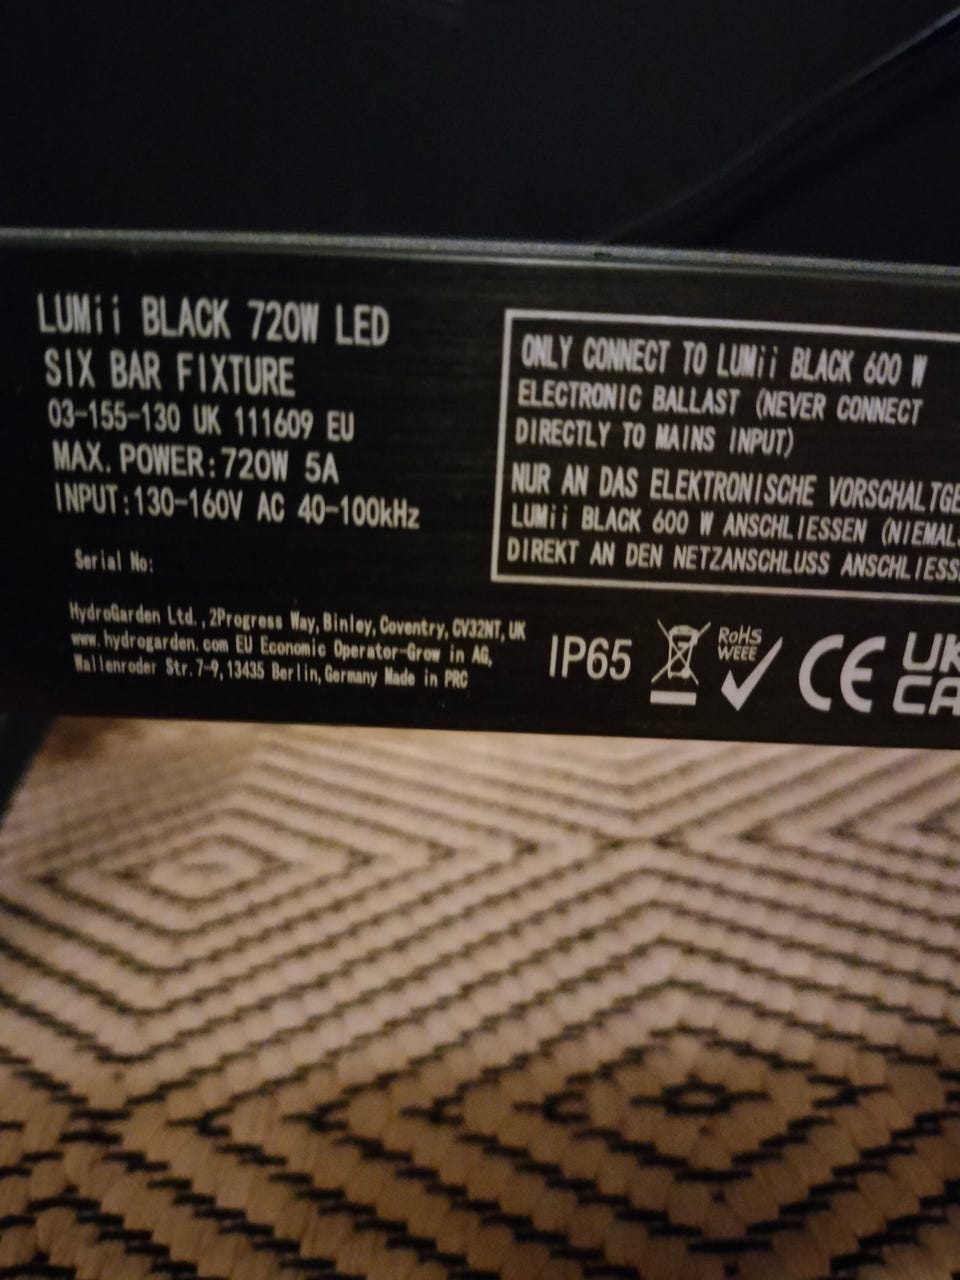 LUMii BLACK 720W LED
SIX BAR FIXTURE
03-155-130 UK 111609 EU
MAX. POWER:720W 5A
INPUT:130-160V AC 40-100kHz
Serial No:
HydroGarden Ltd.,2Progress Way,Binley,Coventry,CV32NT,UK
www.hydrogarden.com EU Economic Operator-Grow in AG,
Wallenroder Str.7-9,13435 Berlin,Germany Made in PRC
ONLY CONNECT TO LUMii BLACK 600 W
ELECTRONIC BALLAST (NEVER CONNECT
DIRECTLY TO MAINS INPUT)
NUR AN DAS ELEKTRONISCHE VORSCHALTGE
LUMii BLACK 600 W ANSCHLIESSEN (NIEMALS
DIREKT AN DEN NETZANSCHLUSS ANSCHLIESS
IP65
RoHS
WEEE
CE
UK
CA